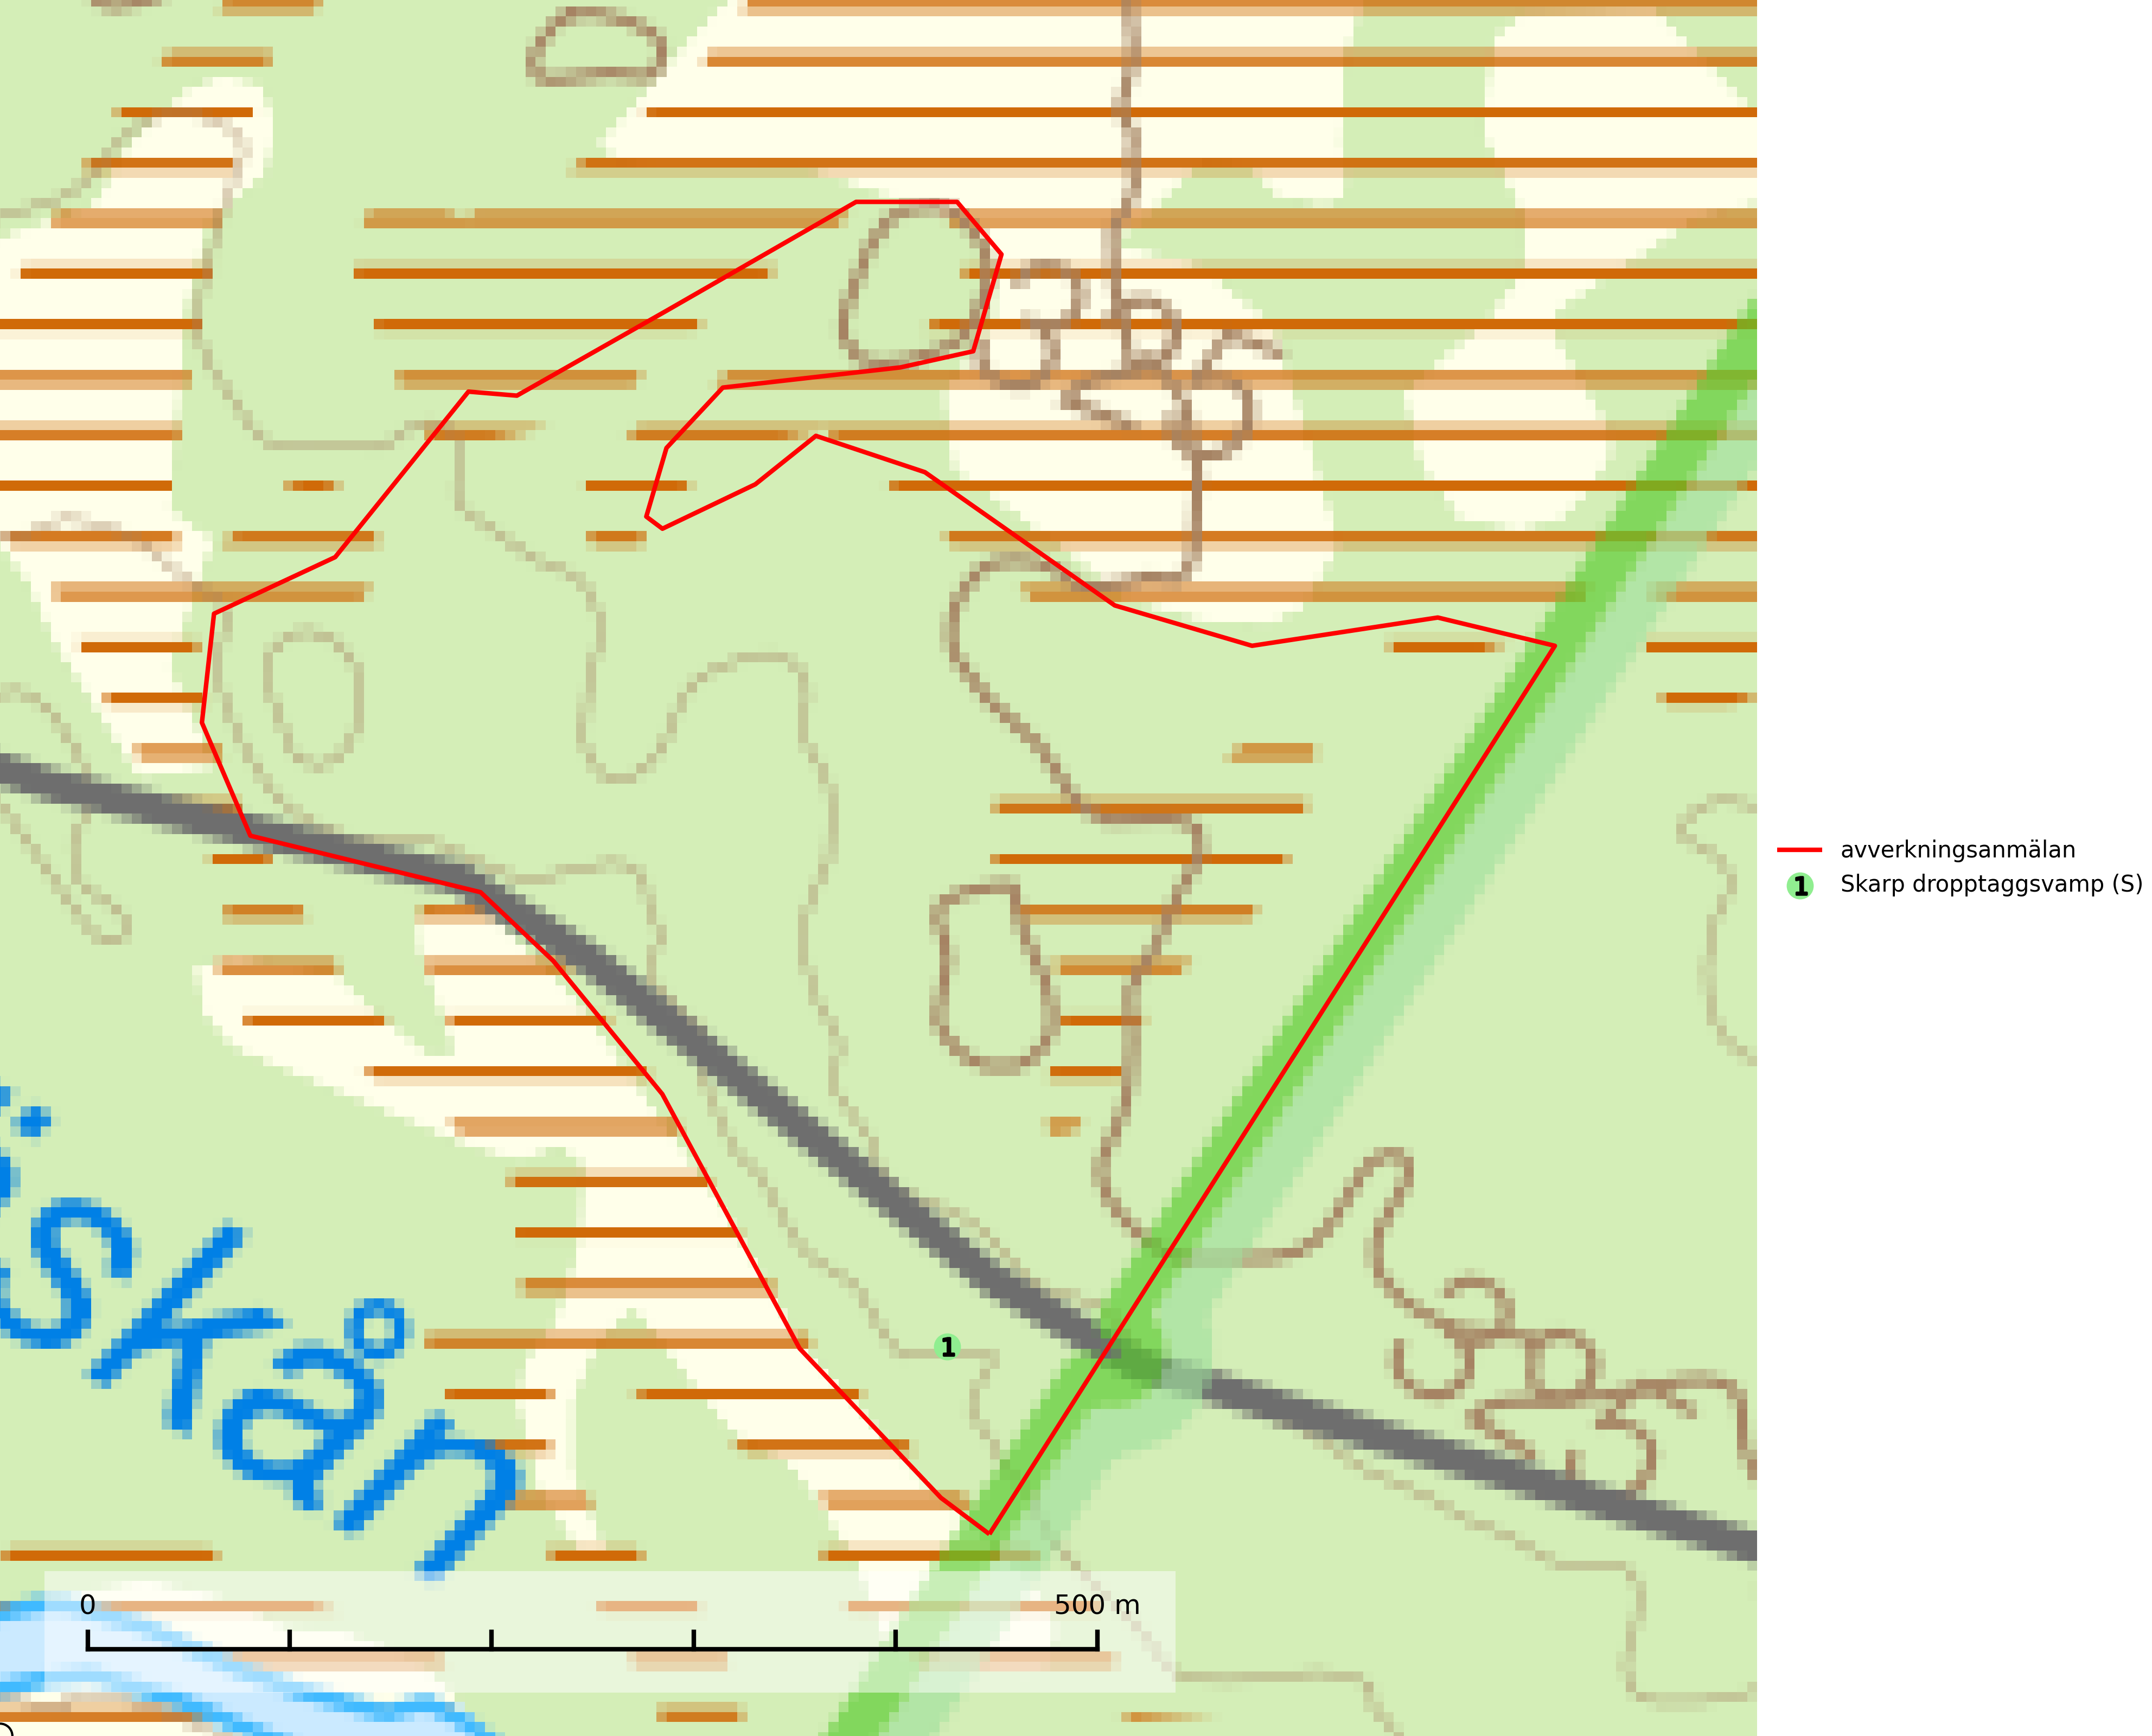 avverkningsanmälan
1 Skarp dropptaggsvamp (S)
1
skån
0 500 m